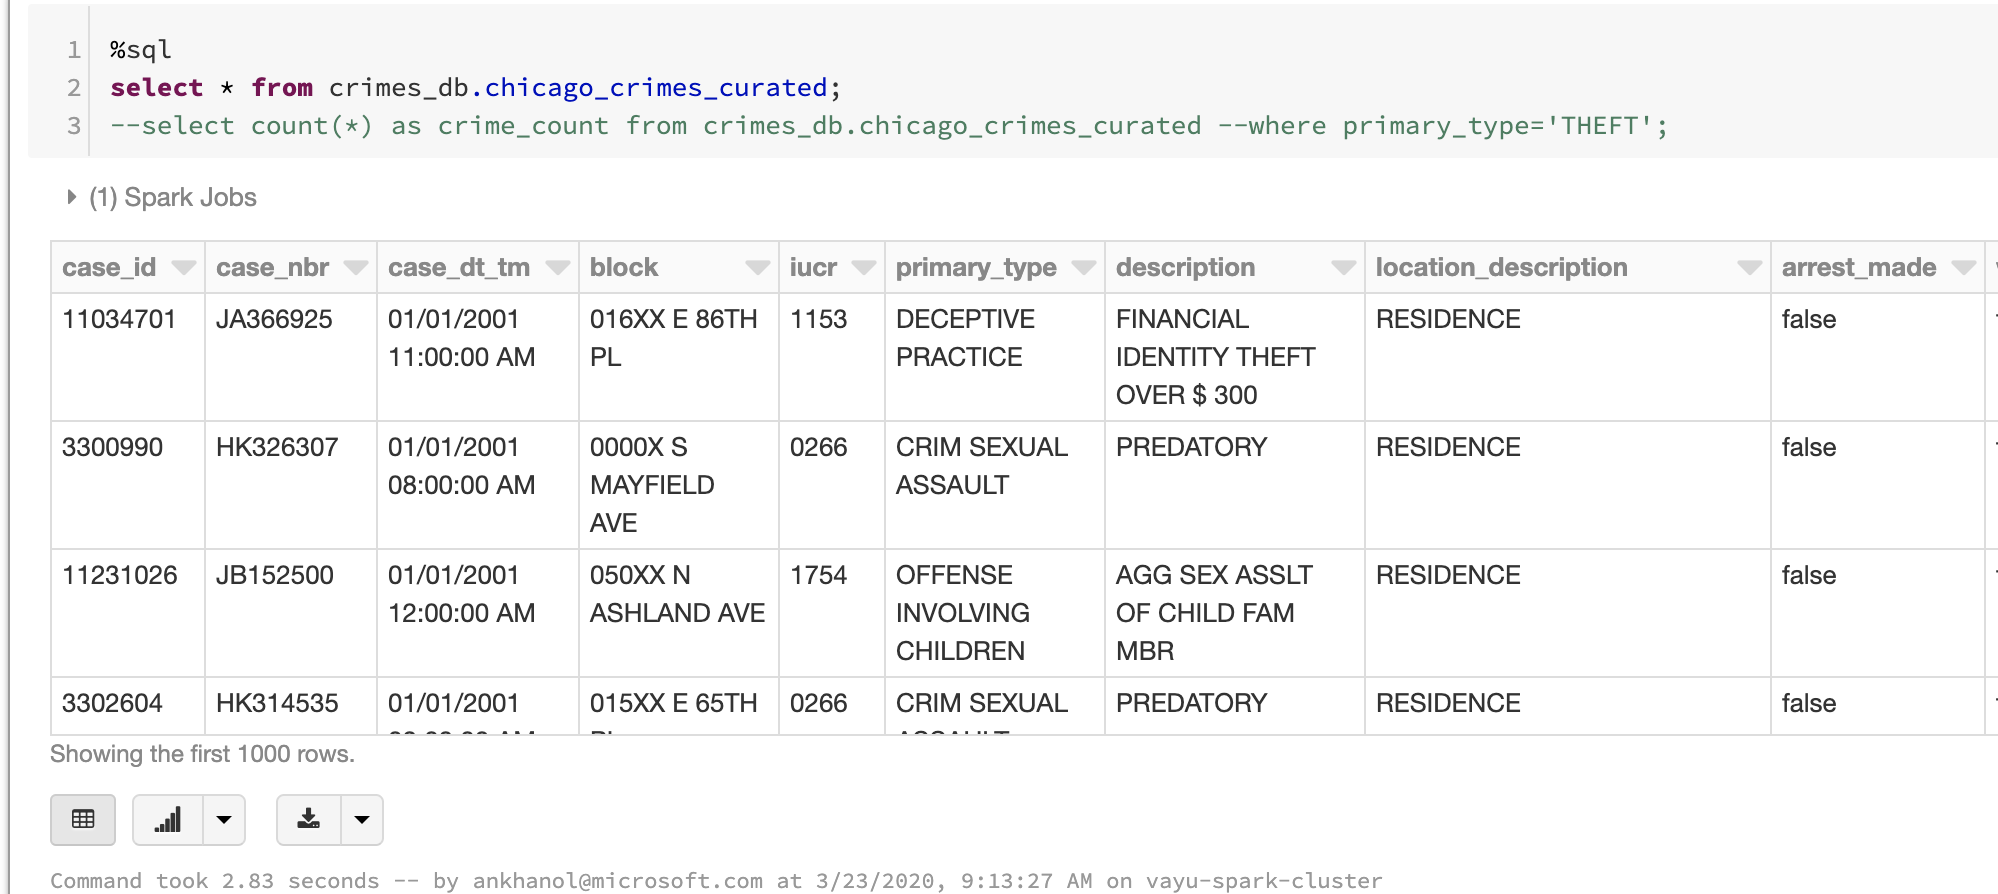 1 %sql
2 select * from crimes_db.chicago_crimes_curated;
3 --select count(*) as crime_count from crimes_db.chicago_crimes_curated --where primary_type='THEFT';
(1) Spark Jobs
case_id case_nbr case_dt_tm block iucr primary_type description location_description arrest_made
11034701 JA366925 01/01/2001 016XX E 86TH 1153 DECEPTIVE FINANCIAL RESIDENCE false
11:00:00 AM PL PRACTICE IDENTITY THEFT
OVER $ 300
3300990 HK326307 01/01/2001 0000X S 0266 CRIM SEXUAL PREDATORY RESIDENCE false
08:00:00 AM MAYFIELD ASSAULT
AVE
11231026 JB152500 01/01/2001 050XX N 1754 OFFENSE AGG SEX ASSLT RESIDENCE false
12:00:00 AM ASHLAND AVE INVOLVING OF CHILD FAM
CHILDREN MBR
3302604 HK314535 01/01/2001 015XX E 65TH 0266 CRIM SEXUAL PREDATORY RESIDENCE false
Showing the first 1000 rows.
Command took 2.83 seconds -- by ankhanol@microsoft.com at 3/23/2020, 9:13:27 AM on vayu-spark-cluster